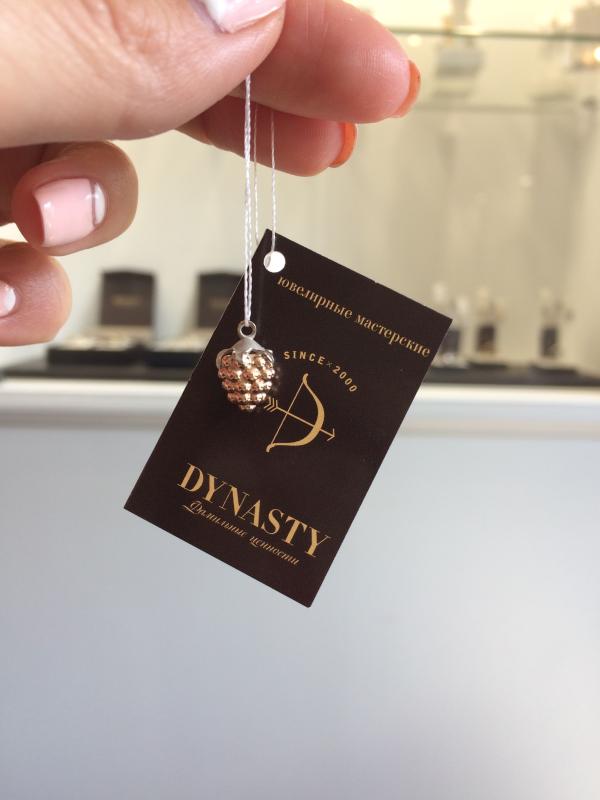 ювелирные мастерские
SINCE×2000
DYNASTY
Фамильные ценности